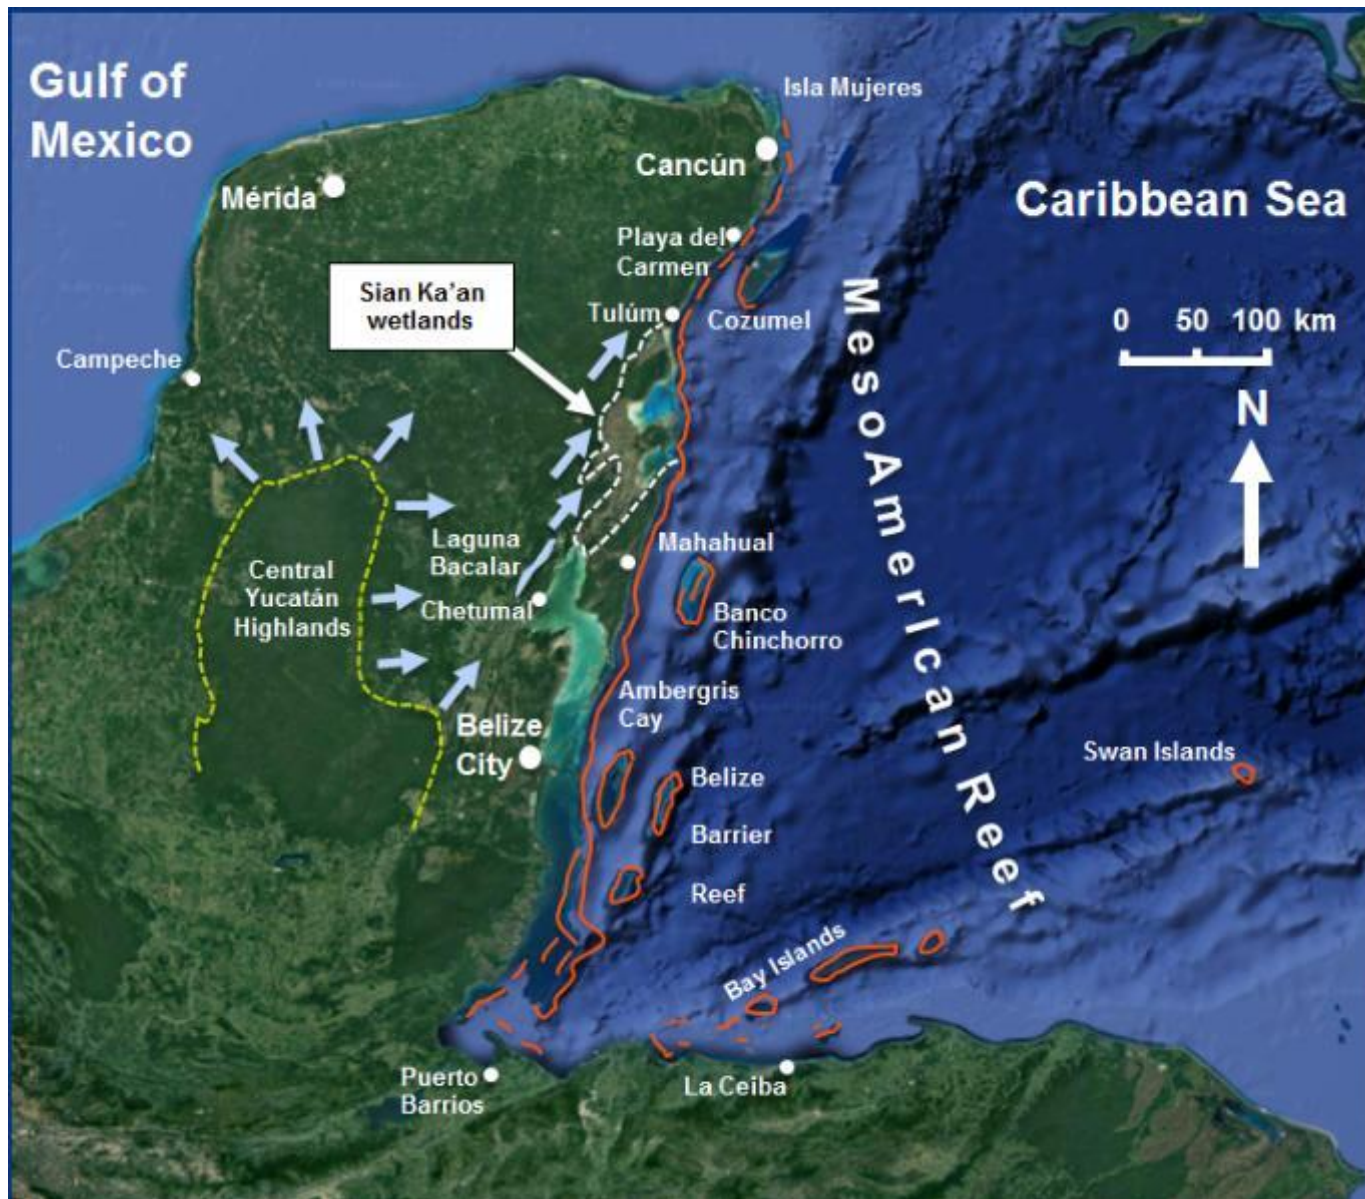 Gulf of
Mexico
Isla Mujeres
Cancún
Mérida
Caribbean Sea
Playa del
Carmen
Sian Ka'an
wetlands
Tulúm
Cozumel
0 50 100 km
Campeche
N
MesoAmerIcan Reef
Laguna
Bacalar
Mahahual
Central
Yucatán
Highlands
Chetumal
Banco
Chinchorro
Ambergris
Cay
Belize
City
Swan Islands
Belize
Barrier
Reef
Bay Islands
Puerto
Barrios
La Ceiba